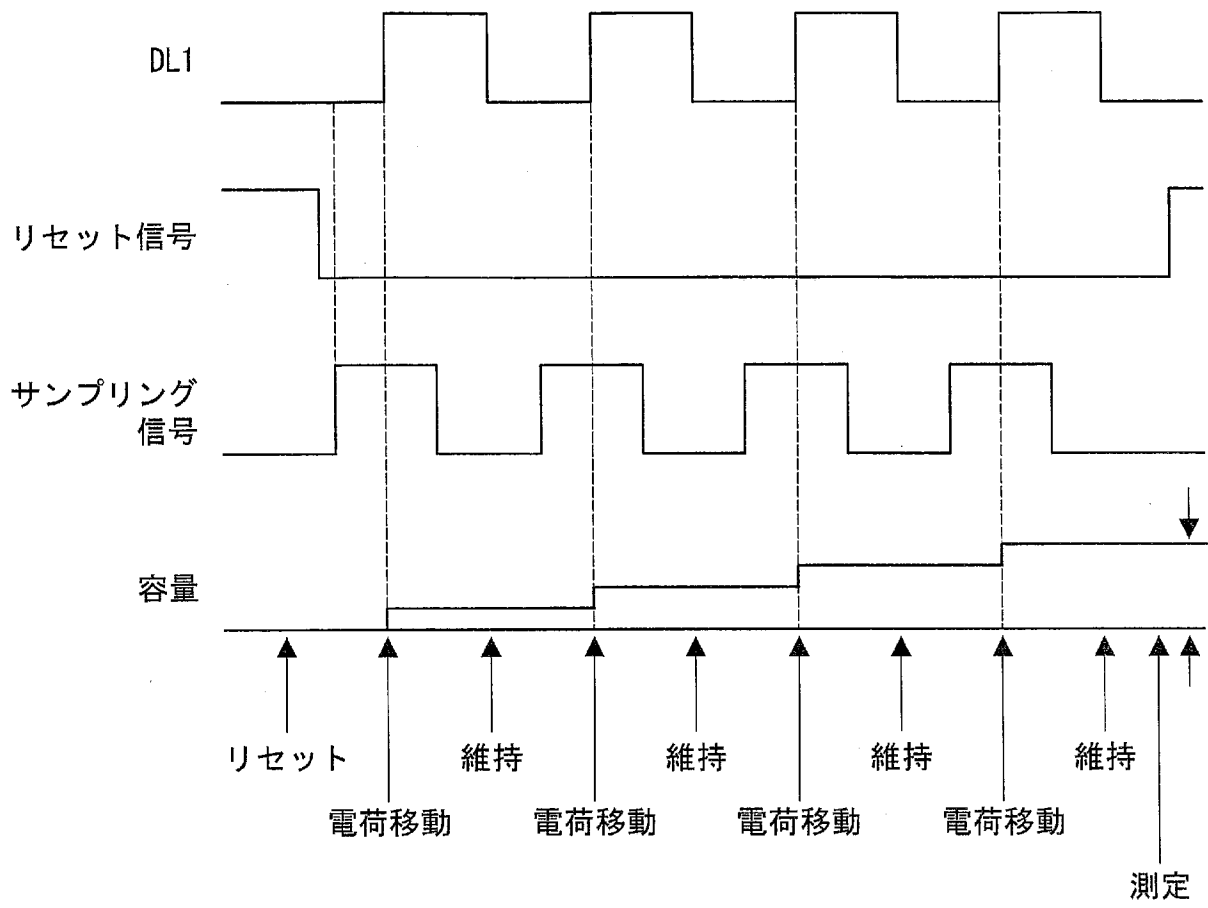 DL1
リセット信号
サンプリング
信号
容量
リセット
維持
維持
維持
維持
電荷移動
電荷移動
電荷移動
電荷移動
測定